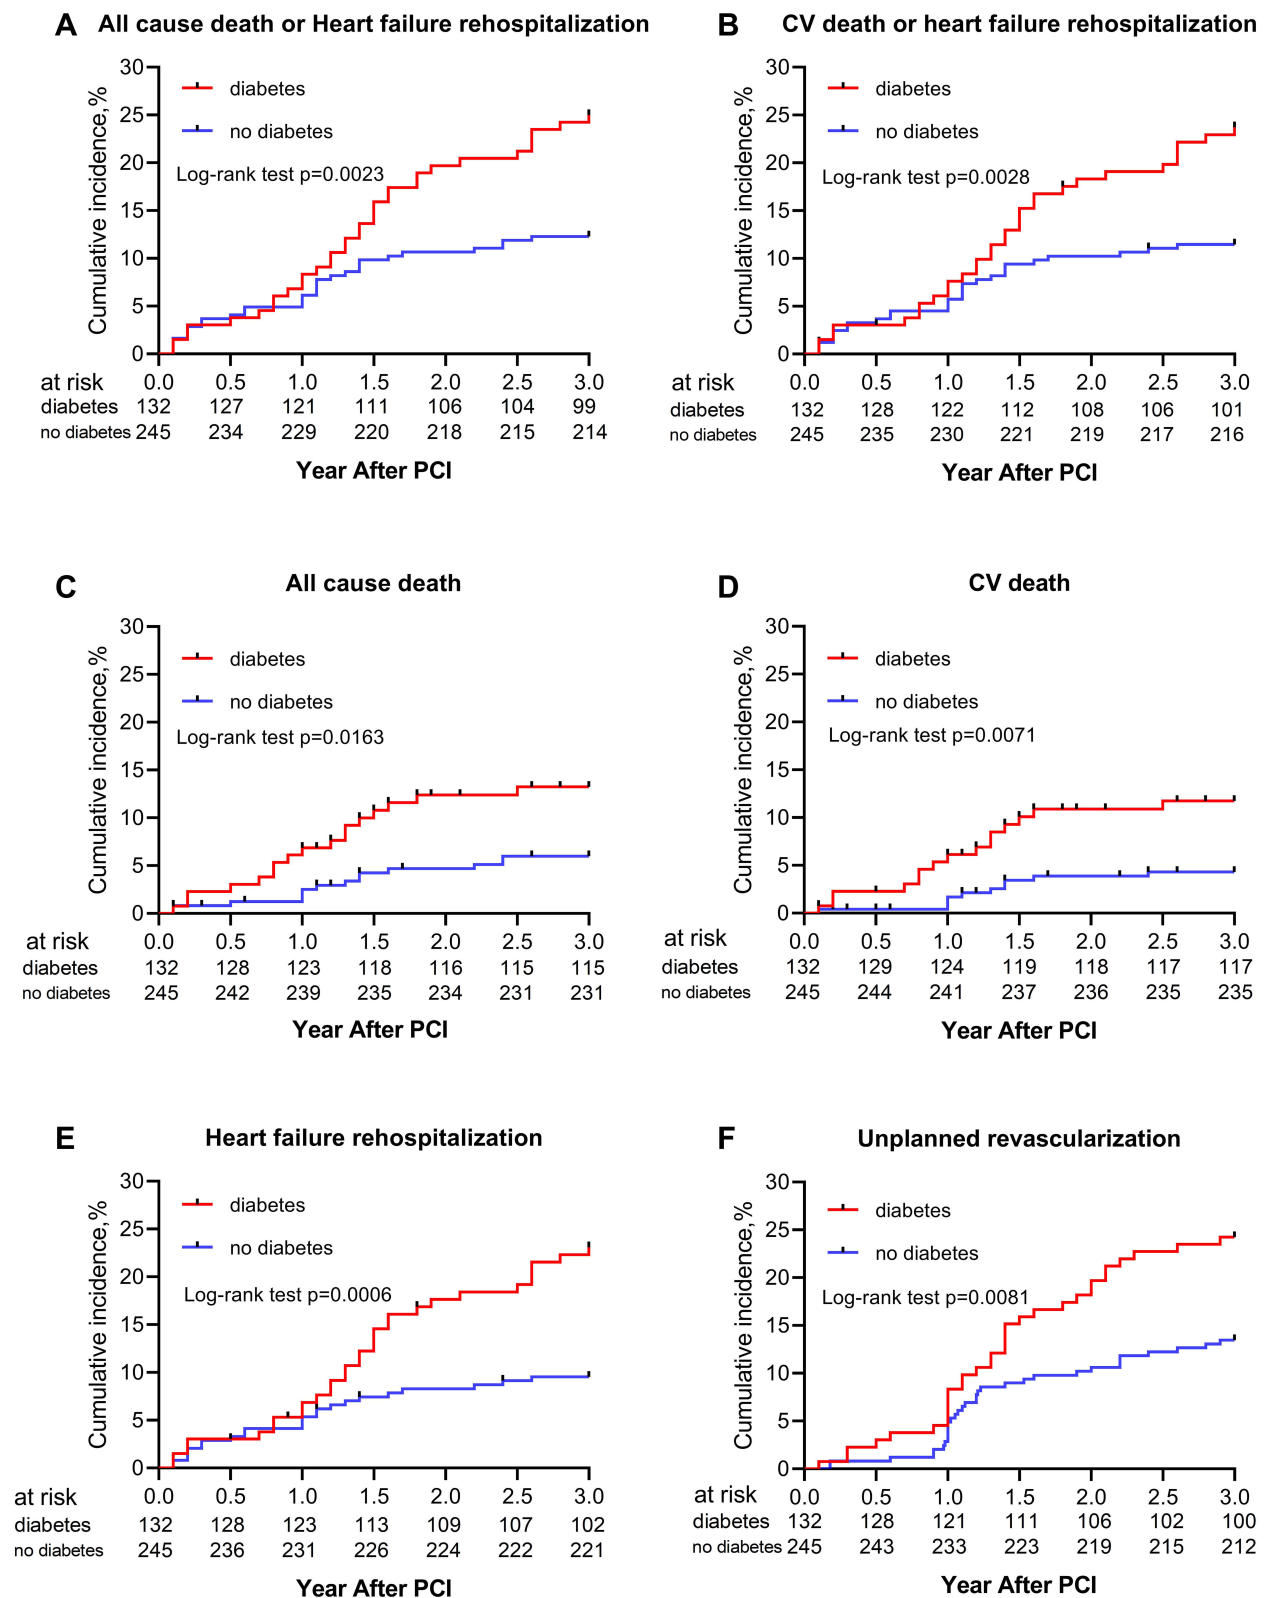 A All cause death or Heart failure rehospitalization
30
25
20
15
10
5
0
Cumulative incidence,%
diabetes
no diabetes
Log-rank test p=0.0023
0.0 0.5 1.0 1.5 2.0 2.5 3.0
at risk
diabetes 132 127 121 111 106 104 99
no diabetes 245 234 229 220 218 215 214
Year After PCI
B CV death or heart failure rehospitalization
30
25
20
15
10
5
0
Cumulative incidence,%
diabetes
no diabetes
Log-rank test p=0.0028
0.0 0.5 1.0 1.5 2.0 2.5 3.0
at risk
diabetes 132 128 122 112 108 106 101
no diabetes 245 235 230 221 219 217 216
Year After PCI
C All cause death
30
25
20
15
10
5
0
Cumulative incidence,%
diabetes
no diabetes
Log-rank test p=0.0163
0.0 0.5 1.0 1.5 2.0 2.5 3.0
at risk
diabetes 132 128 123 118 116 115 115
no diabetes 245 242 239 235 234 231 231
Year After PCI
D CV death
30
25
20
15
10
5
0
Cumulative incidence,%
diabetes
no diabetes
Log-rank test p=0.0071
0.0 0.5 1.0 1.5 2.0 2.5 3.0
at risk
diabetes 132 129 124 119 118 117 117
no diabetes 245 244 241 237 236 235 235
Year After PCI
E Heart failure rehospitalization
30
25
20
15
10
5
0
Cumulative incidence,%
diabetes
no diabetes
Log-rank test p=0.0006
0.0 0.5 1.0 1.5 2.0 2.5 3.0
at risk
diabetes 132 128 123 113 109 107 102
no diabetes 245 236 231 226 224 222 221
Year After PCI
F Unplanned revascularization
30
25
20
15
10
5
0
Cumulative incidence,%
diabetes
no diabetes
Log-rank test p=0.0081
0.0 0.5 1.0 1.5 2.0 2.5 3.0
at risk
diabetes 132 128 121 111 106 102 100
no diabetes 245 243 233 223 219 215 212
Year After PCI